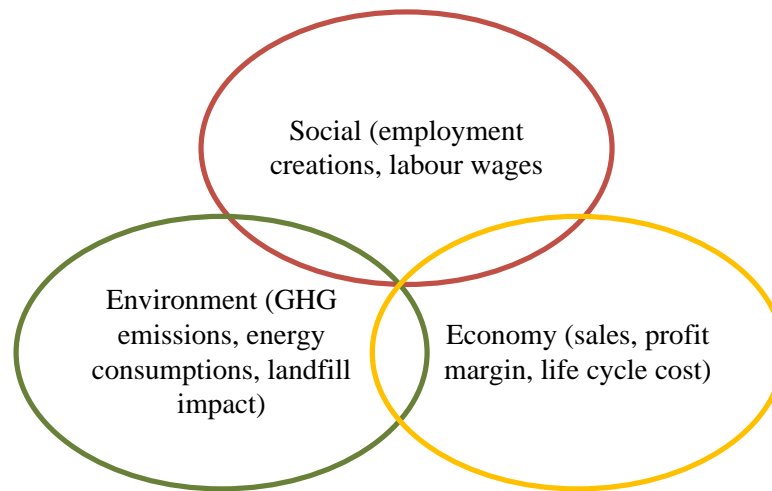 Social (employment
creations, labour wages
Environment (GHG
emissions, energy
consumptions, landfill
impact)
Economy (sales, profit
margin, life cycle cost)